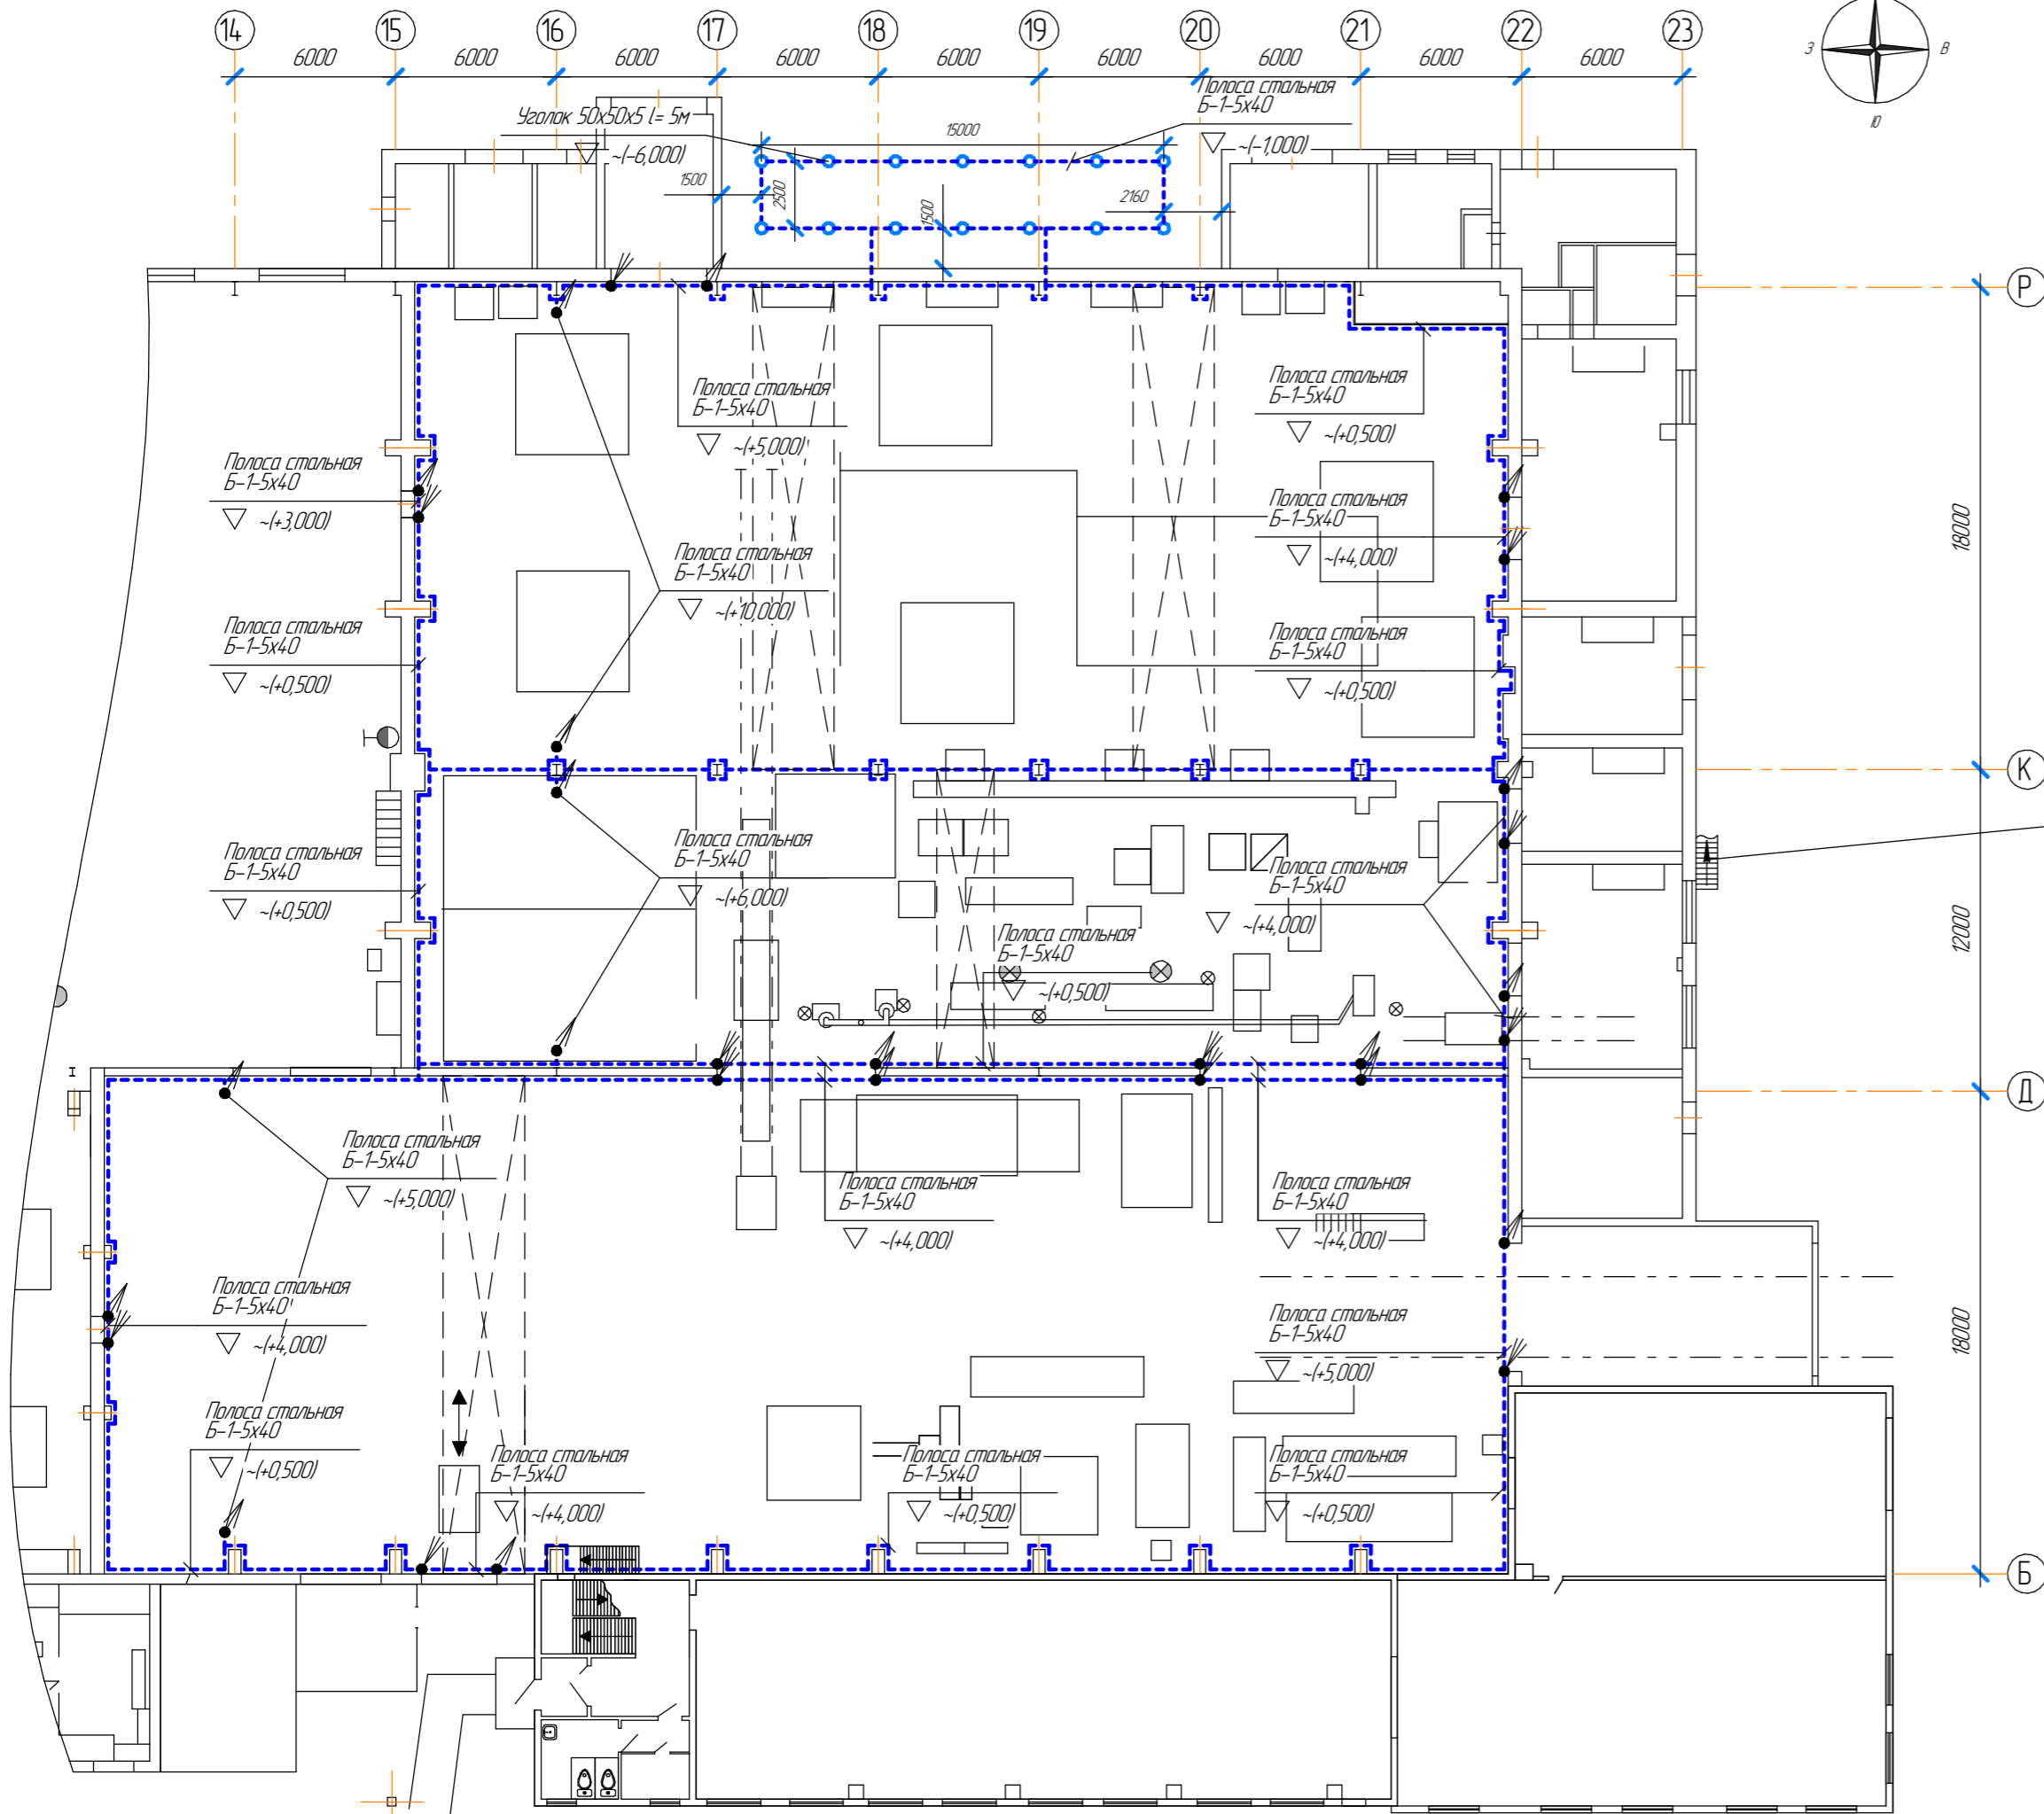 14 15 16 17 18 19 20 21 22 23
6000 6000 6000 6000 6000 6000 6000 6000 6000
З В
Ю
Уголок 50х50х5 l= 5м
~(-6,000)
Полоса стальная
Б-1-5х40
~(-1,000)
15000
1500
2500
1500
2160
Р
Полоса стальная
Б-1-5х40
~(+5,000)
Полоса стальная
Б-1-5х40
~(+0,500)
Полоса стальная
Б-1-5х40
~(+3,000)
Полоса стальная
Б-1-5х40
~(+4,000)
18000
Полоса стальная
Б-1-5х40
~(+10,000)
Полоса стальная
Б-1-5х40
~(+0,500)
Полоса стальная
Б-1-5х40
~(+0,500)
К
Полоса стальная
Б-1-5х40
~(+0,500)
Полоса стальная
Б-1-5х40
~(+6,000)
Полоса стальная
Б-1-5х40
~(+4,000)
Полоса стальная
Б-1-5х40
~(+0,500)
12000
Д
Полоса стальная
Б-1-5х40
~(+5,000)
Полоса стальная
Б-1-5х40
~(+4,000)
Полоса стальная
Б-1-5х40
~(+4,000)
Полоса стальная
Б-1-5х40
~(+4,000)
Полоса стальная
Б-1-5х40
~(+5,000)
18000
Полоса стальная
Б-1-5х40
~(+0,500)
Полоса стальная
Б-1-5х40
~(+4,000)
Полоса стальная
Б-1-5х40
~(+0,500)
Полоса стальная
Б-1-5х40
~(+0,500)
Б